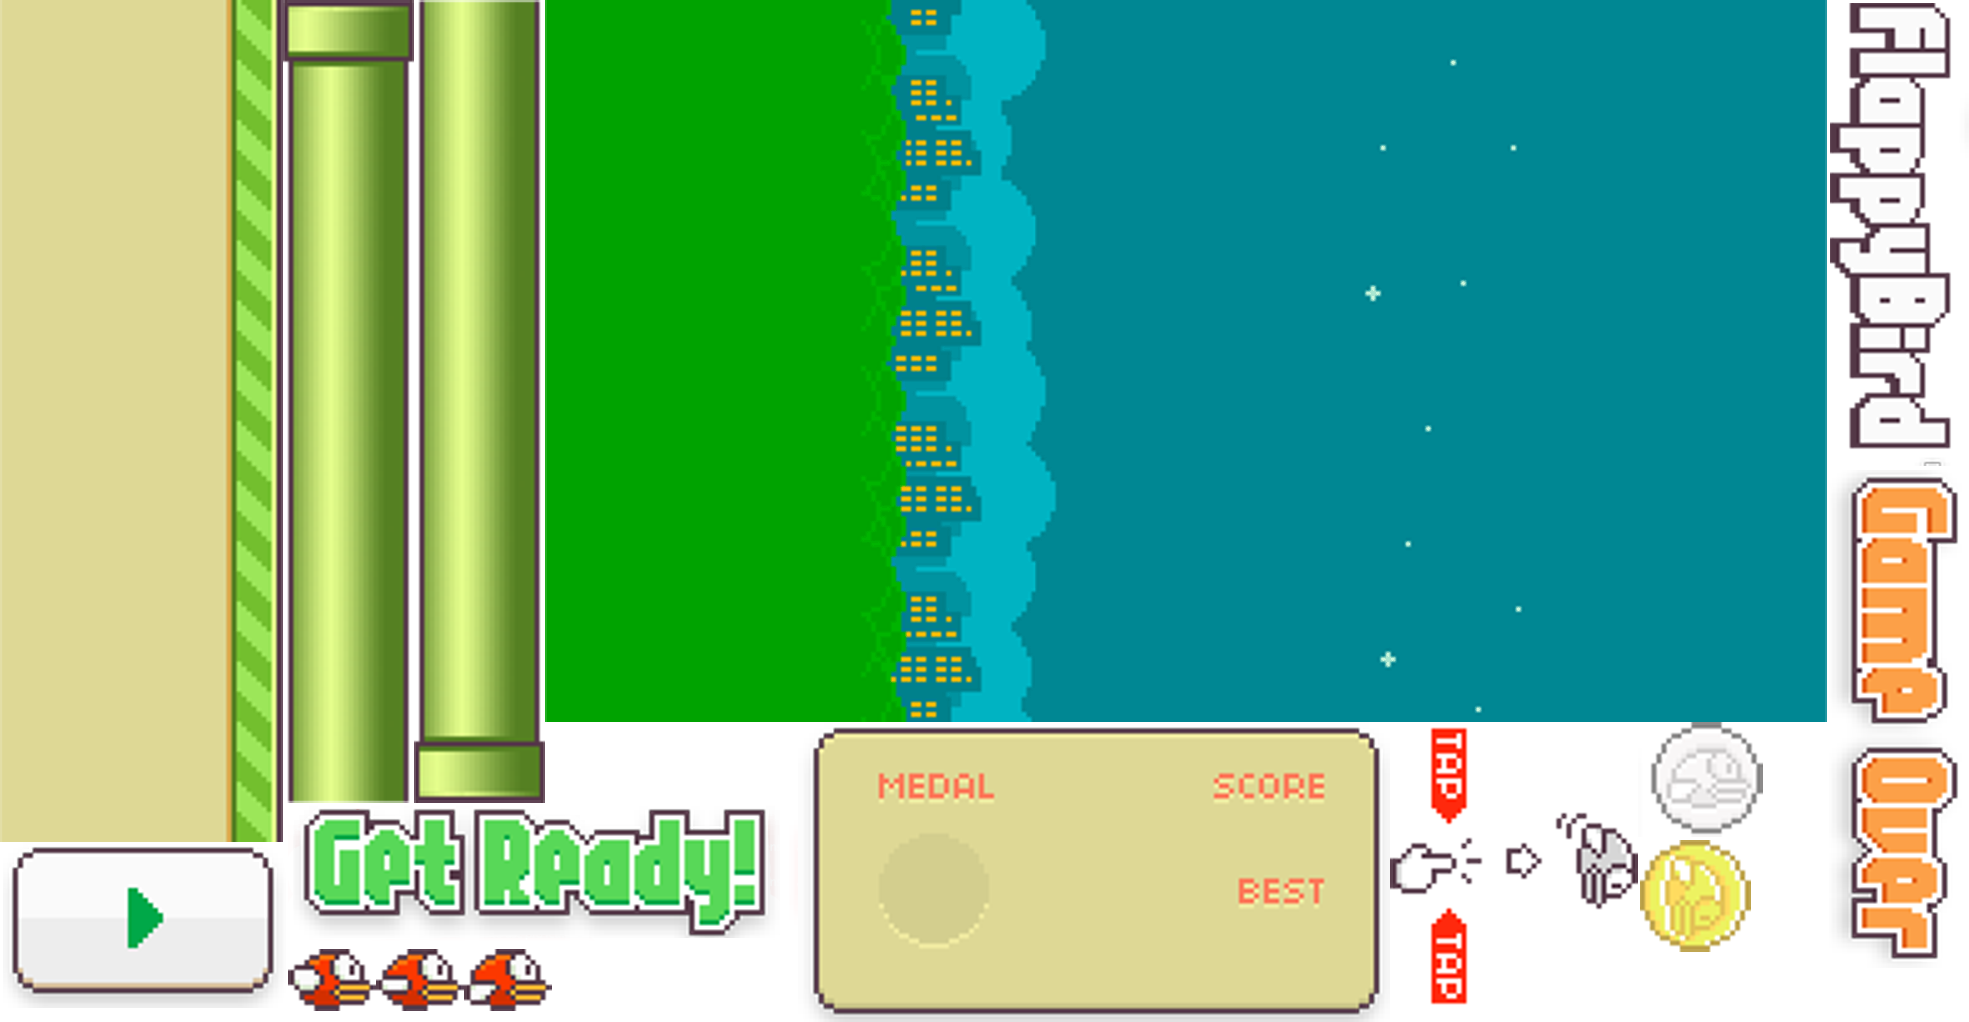 FlappyBird
Game Over
Get Ready!
MEDAL
SCORE
BEST
TAP
TAP